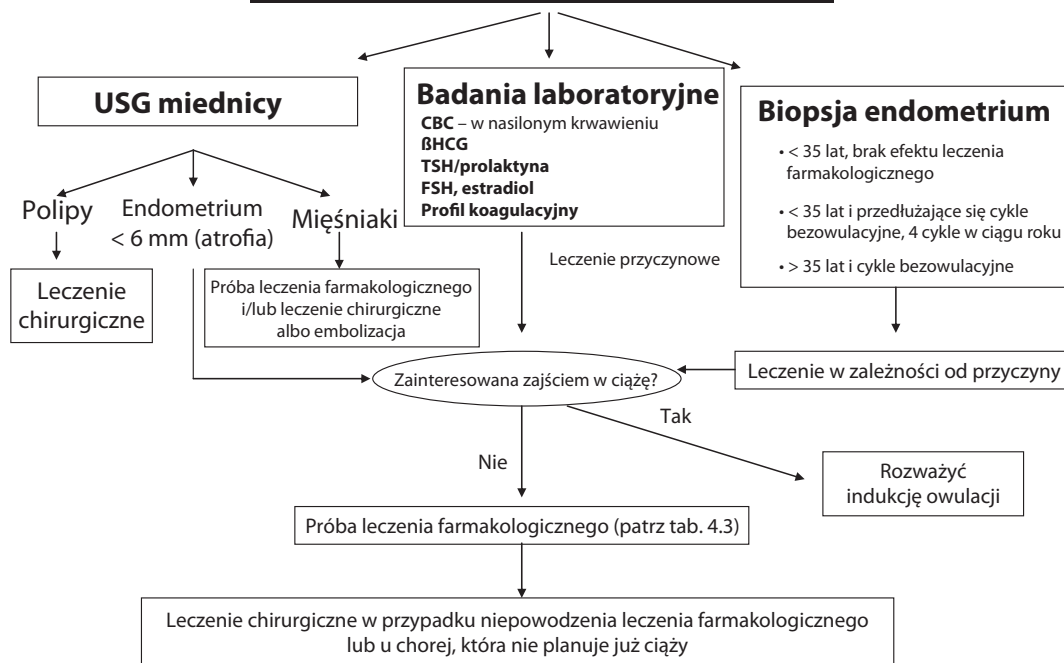 USG miednicy
Polipy
Endometrium
< 6 mm (atrofia)
Mięśniaki
Leczenie
chirurgiczne
Próba leczenia farmakologicznego
i/lub leczenie chirurgiczne
albo embolizacja
Badania laboratoryjne
CBC – w nasilonym krwawieniu
ßHCG
TSH/prolaktyna
FSH, estradiol
Profil koagulacyjny
Leczenie przyczynowe
Biopsja endometrium
• < 35 lat, brak efektu leczenia
farmakologicznego
• < 35 lat i przedłużające się cykle
bezowulacyjne, 4 cykle w ciągu roku
• > 35 lat i cykle bezowulacyjne
Leczenie w zależności od przyczyny
Zainteresowana zajściem w ciążę?
Tak
Nie
Rozważyć
indukcję owulacji
Próba leczenia farmakologicznego (patrz tab. 4.3)
Leczenie chirurgiczne w przypadku niepowodzenia leczenia farmakologicznego
lub u chorej, która nie planuje już ciąży